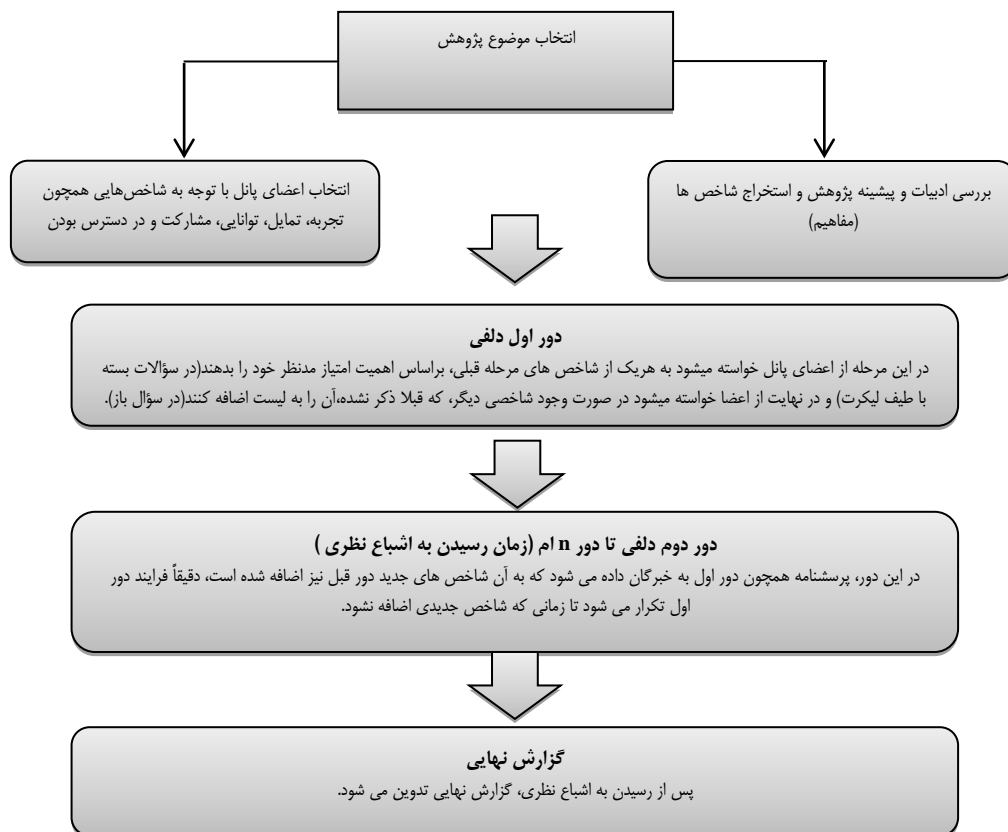 انتخاب موضوع پژوهش
بررسی ادبیات و پیشینه پژوهش و استخراج شاخص ها
(مفاهیم)
انتخاب اعضای پانل با توجه به شاخص‌هایی همچون
تجربه، تمایل، توانایی، مشارکت و در دسترس بودن
دور اول دلفی
در این مرحله از اعضای پانل خواسته میشود به هریک از شاخص های مرحله قبلی، براساس اهمیت امتیاز مدنظر خود را بدهند(در سؤالات بسته
با طیف لیکرت) و در نهایت از اعضا خواسته میشود در صورت وجود شاخصی دیگر، که قبلا ذکر نشده،آن را به لیست اضافه کنند(در سؤال باز).
دور دوم دلفی تا دور n ام (زمان رسیدن به اشباع نظری )
در این دور، پرسشنامه همچون دور اول به خبرگان داده می شود که به آن شاخص های جدید دور قبل نیز اضافه شده است، دقیقاً فرایند دور
اول تکرار می شود تا زمانی که شاخص جدیدی اضافه نشود.
گزارش نهایی
پس از رسیدن به اشباع نظری، گزارش نهایی تدوین می شود.